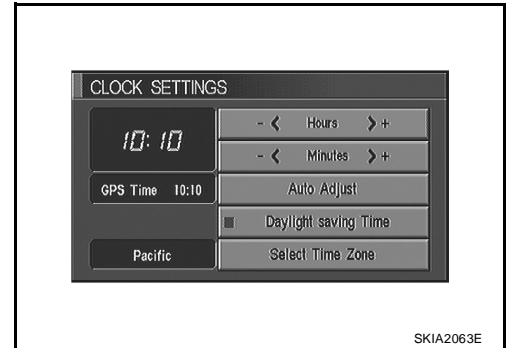 CLOCK SETTINGS
10:10
- < Hours > +
- < Minutes > +
GPS Time 10:10
Auto Adjust
Daylight saving Time
Pacific
Select Time Zone
SKIA2063E